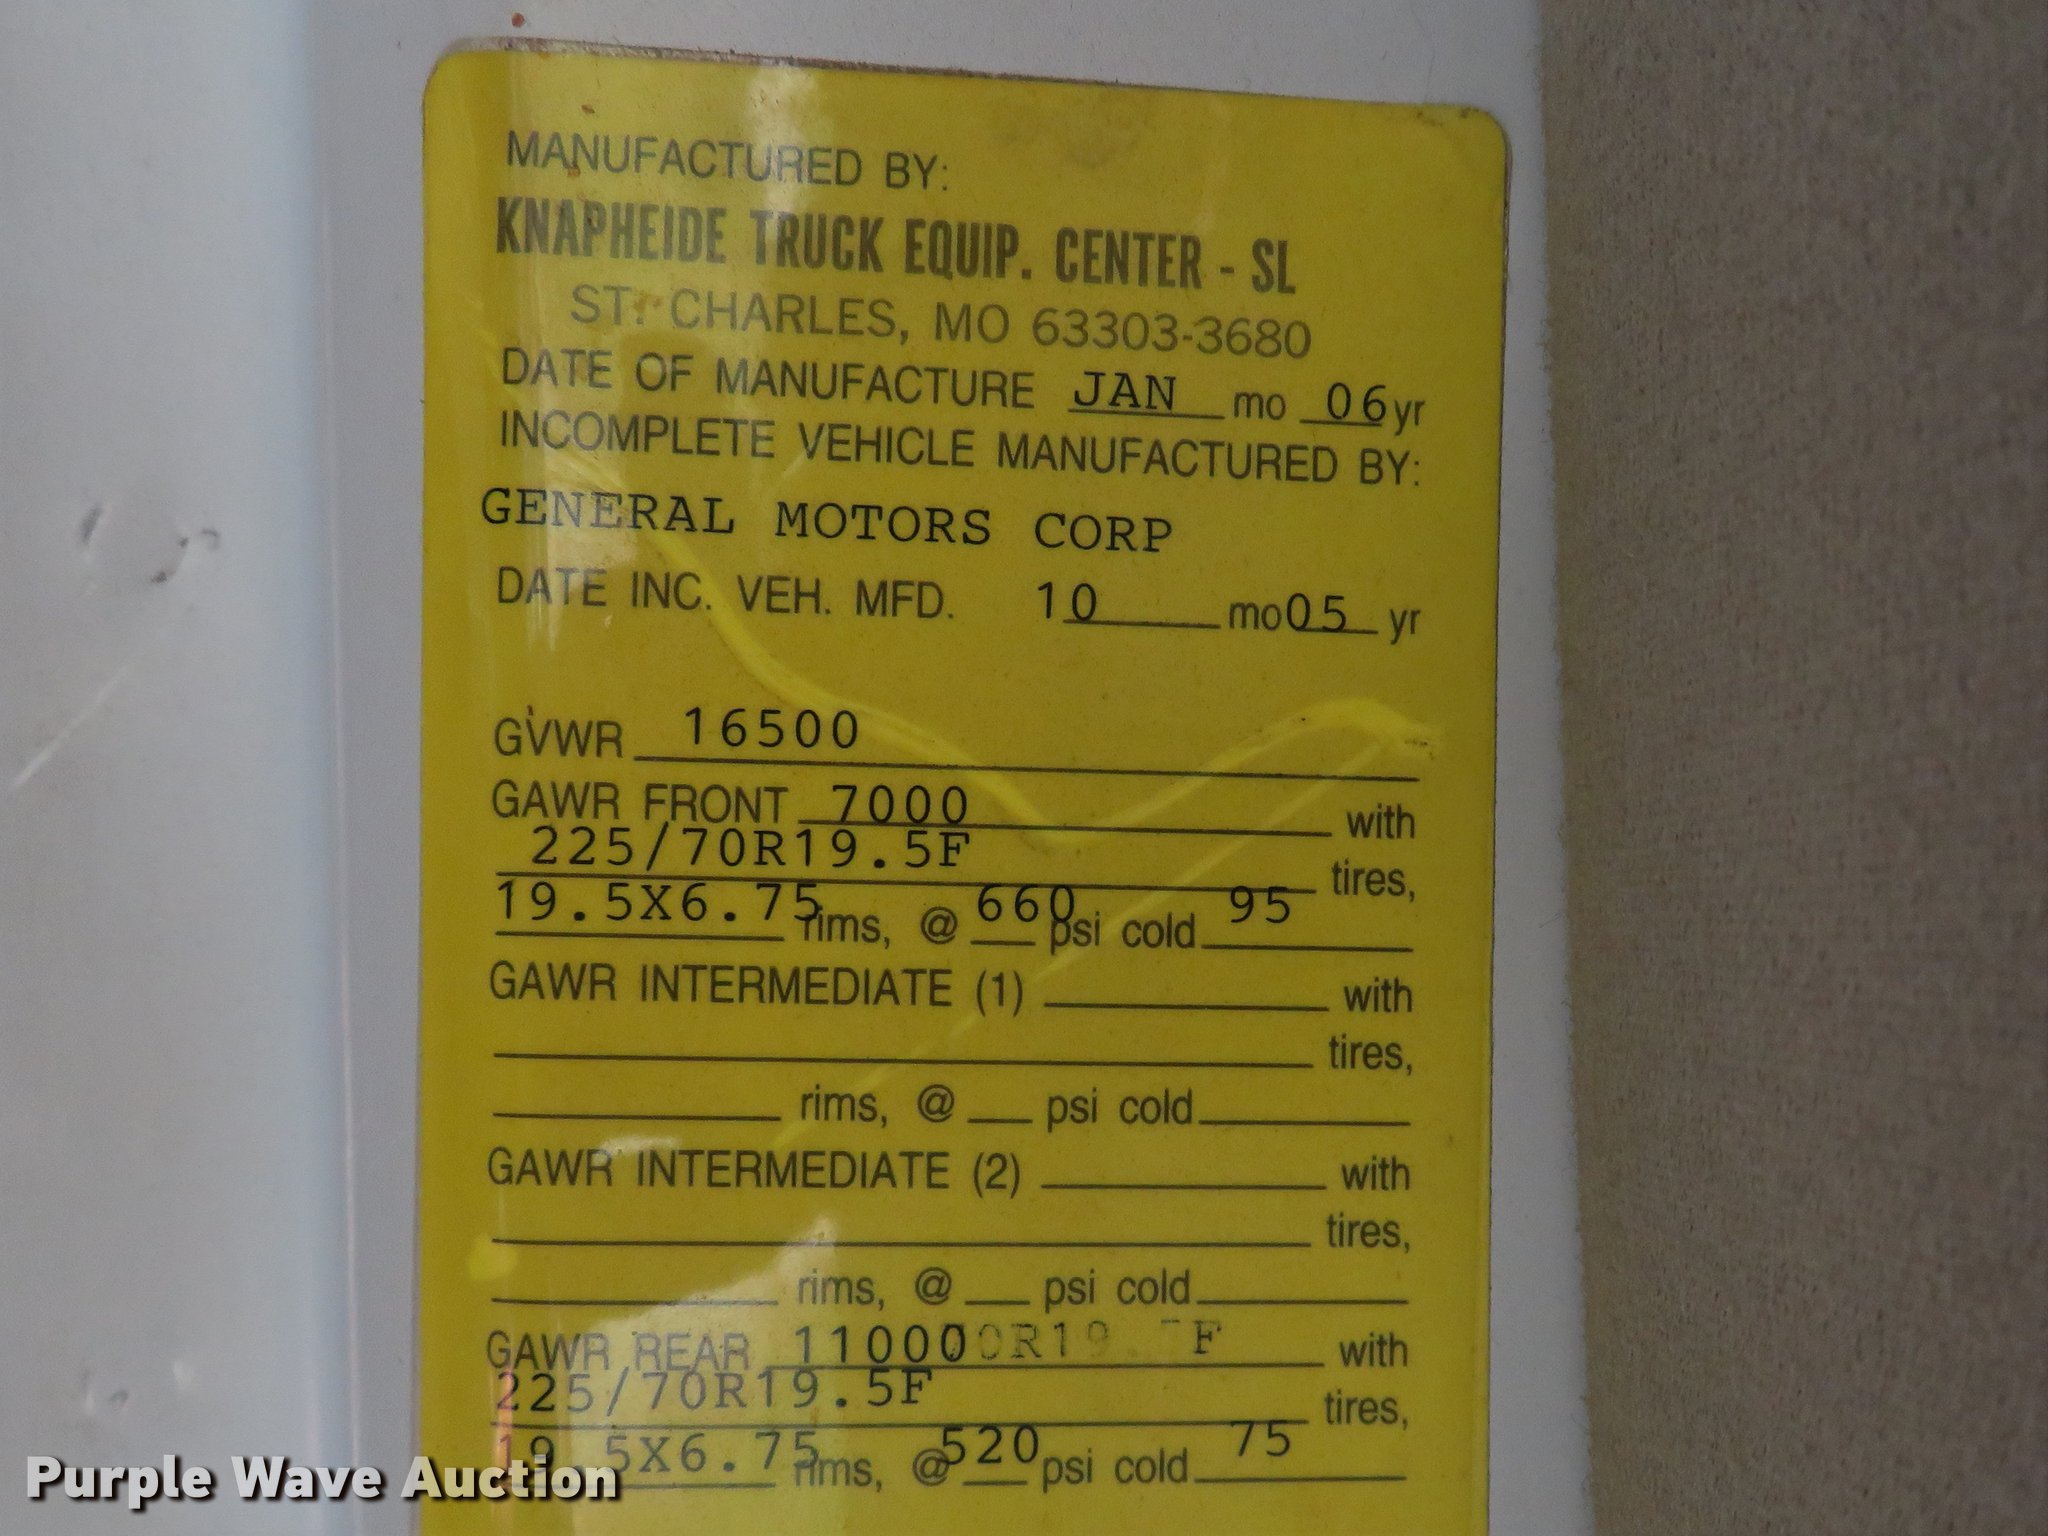 MANUFACTURED BY:
KNAPHEIDE TRUCK EQUIP. CENTER - SL
ST. CHARLES, MO 63303-3680
DATE OF MANUFACTURE JAN mo 06 yr
INCOMPLETE VEHICLE MANUFACTURED BY:
GENERAL MOTORS CORP
DATE INC. VEH. MFD. 10 mo 05 yr
GVWR 16500
GAWR FRONT 7000 with
225/70R19.5F tires,
19.5X6.75 rims, @ 660 psi cold 95
GAWR INTERMEDIATE (1) with
tires,
rims, @ psi cold
GAWR INTERMEDIATE (2) with
tires,
rims, @ psi cold
GAWR REAR 11000 with
225/70R19.5F tires,
19.5X6.75 rims, @ 520 psi cold 75
Purple Wave Auction